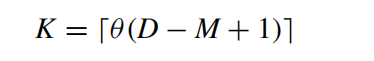 K = ⌈θ(D − M + 1)⌉